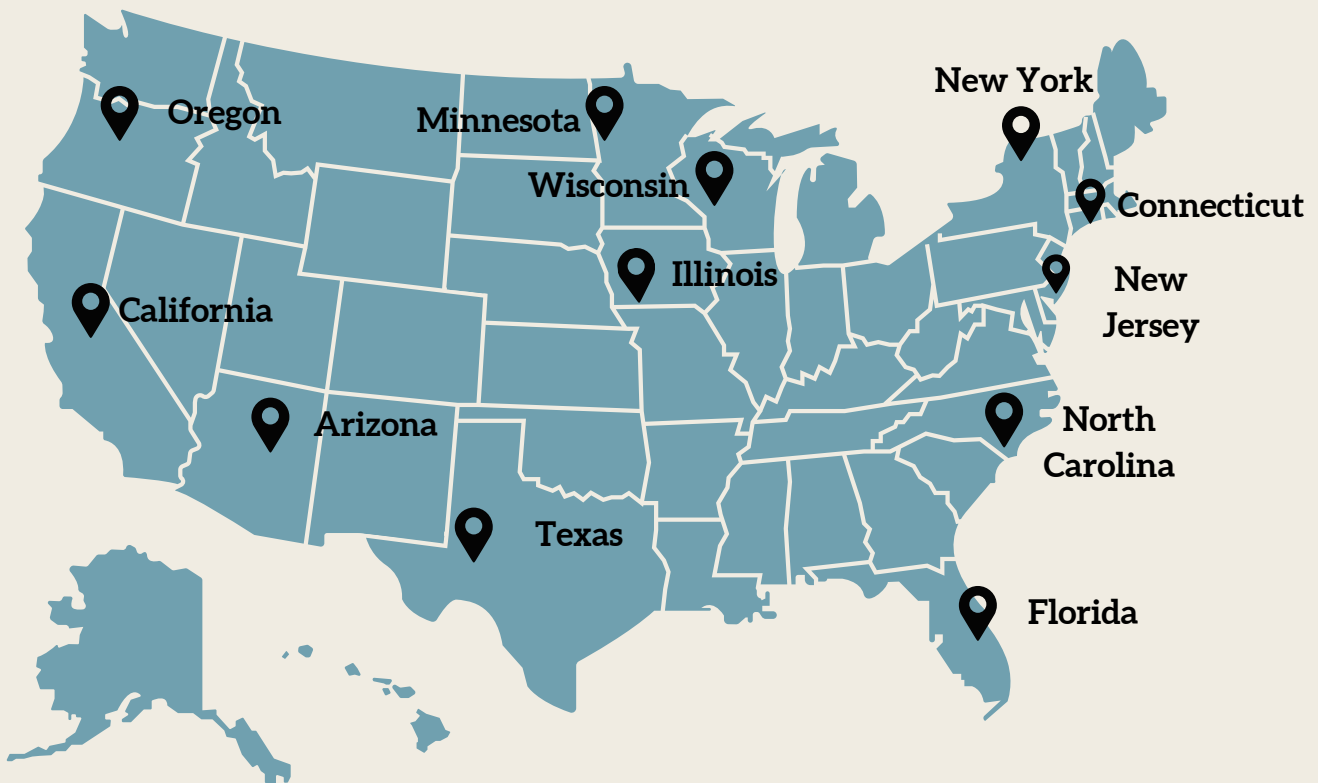 New York
Oregon
Minnesota
Wisconsin
Connecticut
Illinois
New
Jersey
California
Arizona
North
Carolina
Texas
Florida